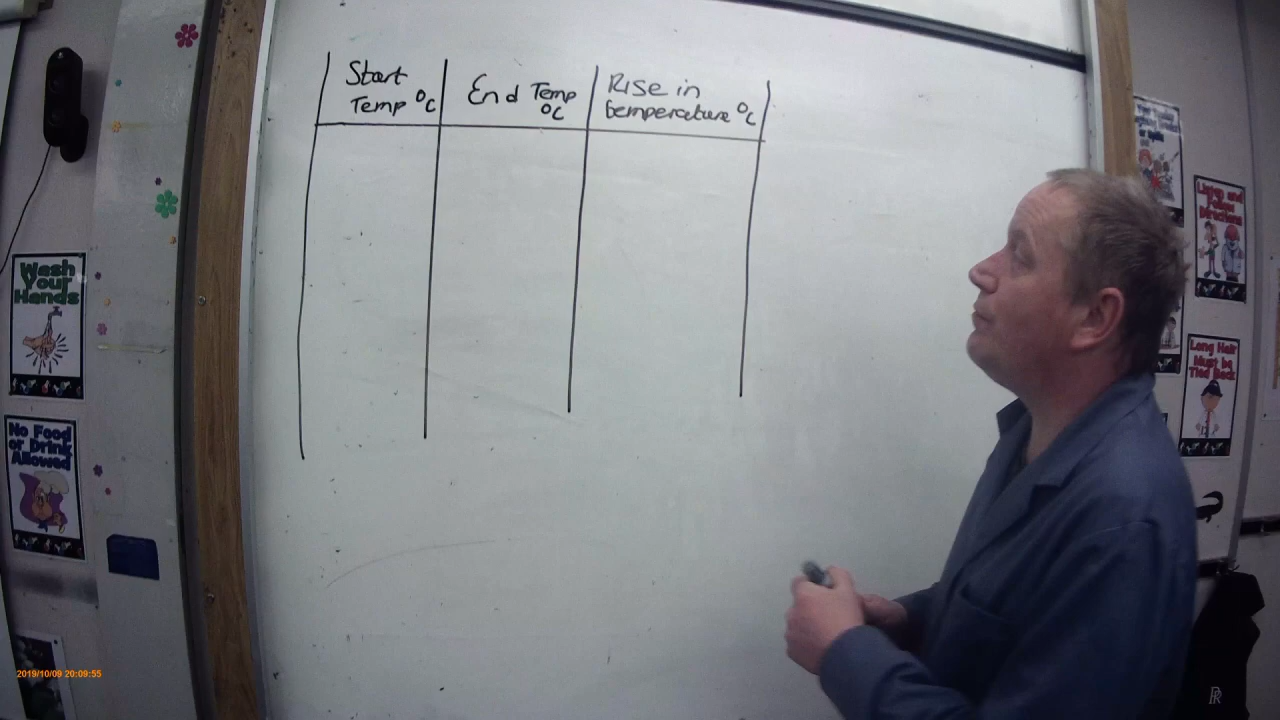 Start
Temp °C
End Temp
°C
Rise in
temperature °C
Wash
Your
Hands
No Food
or Drink
Allowed
Listen and
Follow
Directions
Long Hair
Must be
Tied Back
2019/10/09 20:09:55